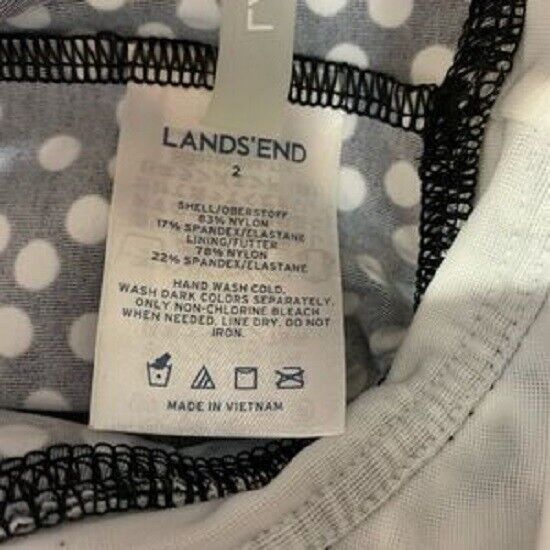 LANDS'END
2
SHELL/OBERSTOFF
83% NYLON
17% SPANDEX/ELASTANE
LINING/FUTTER
78% NYLON
22% SPANDEX/ELASTANE
HAND WASH COLD.
WASH DARK COLORS SEPARATELY.
ONLY NON-CHLORINE BLEACH
WHEN NEEDED. LINE DRY. DO NOT
IRON.
MADE IN VIETNAM